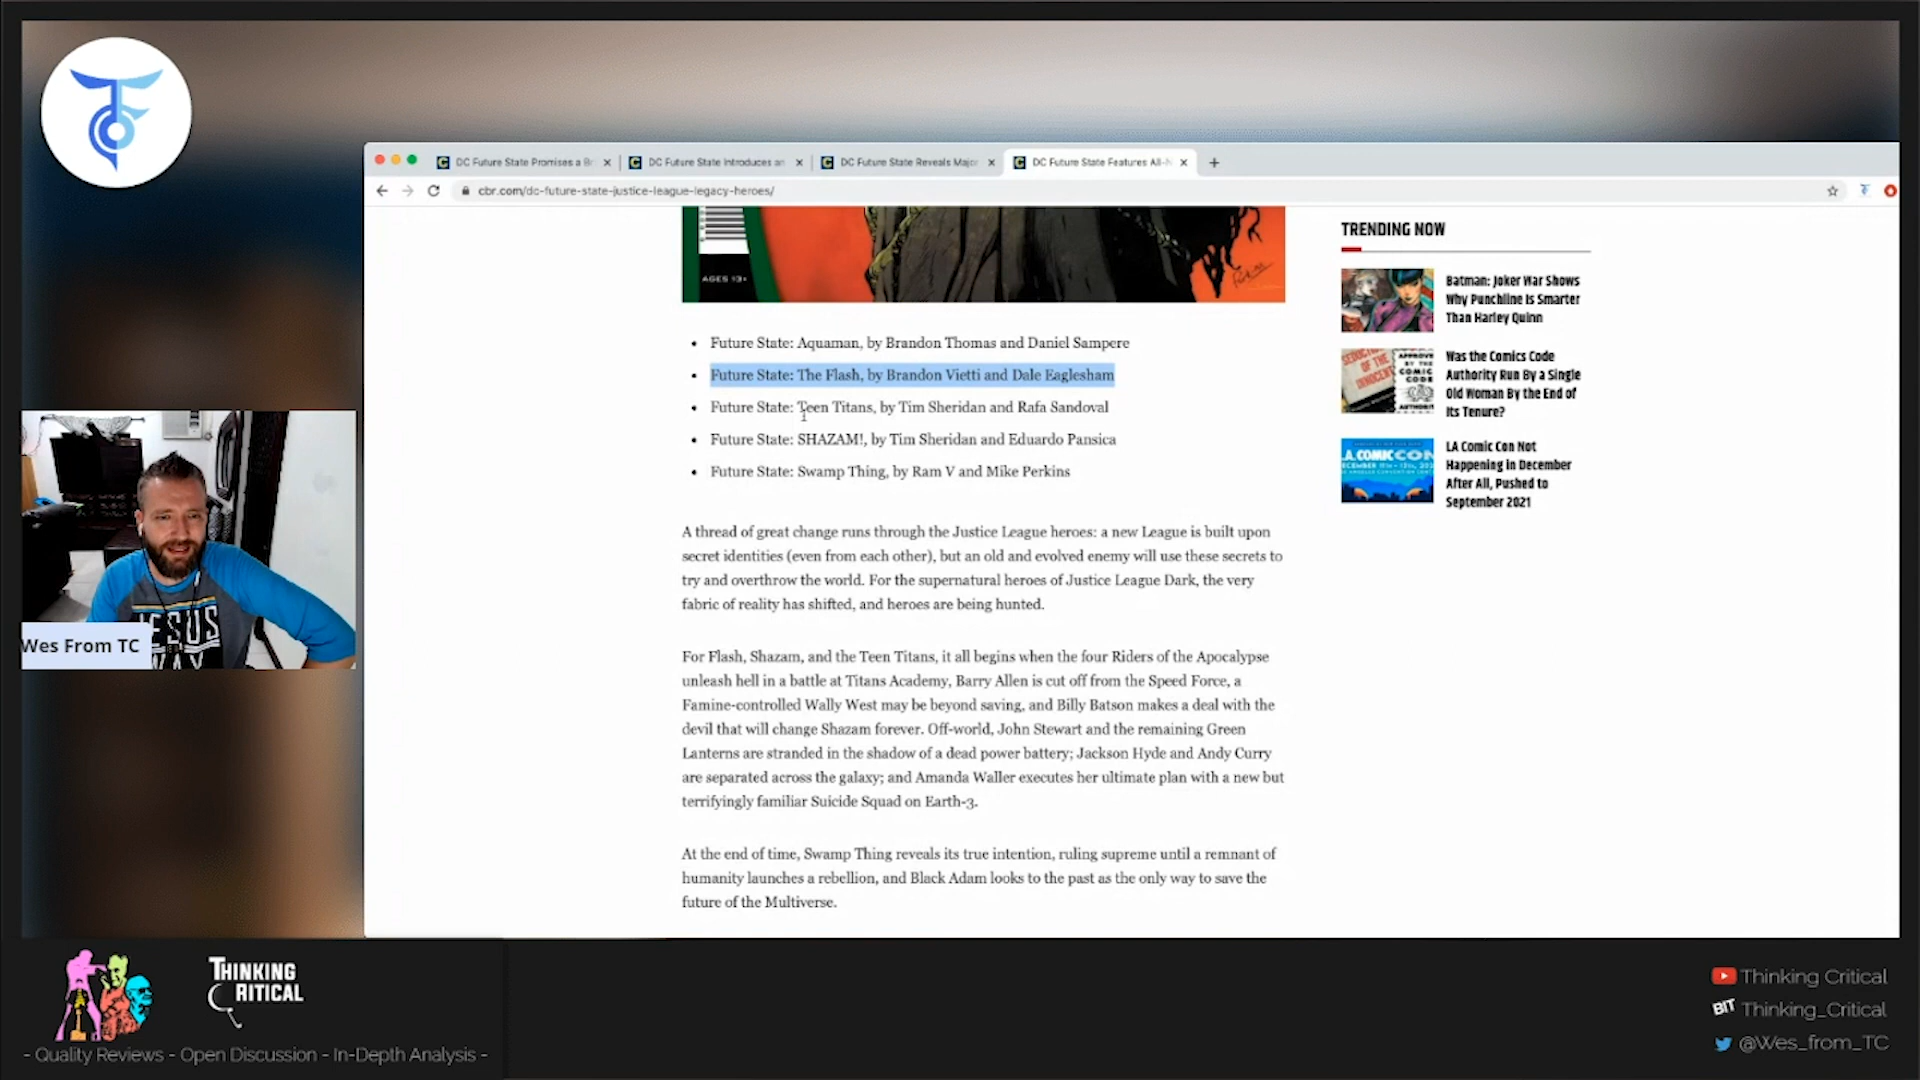 DC Future State Promises a Br
DC Future State Introduces an
DC Future State Reveals Major
DC Future State Features All-N
cbr.com/dc-future-state-justice-league-legacy-heroes/
AGES 13+
Future State: Aquaman, by Brandon Thomas and Daniel Sampere
Future State: The Flash, by Brandon Vietti and Dale Eaglesham
Future State: Teen Titans, by Tim Sheridan and Rafa Sandoval
Future State: SHAZAM!, by Tim Sheridan and Eduardo Pansica
Future State: Swamp Thing, by Ram V and Mike Perkins
A thread of great change runs through the Justice League heroes: a new League is built upon
secret identities (even from each other), but an old and evolved enemy will use these secrets to
try and overthrow the world. For the supernatural heroes of Justice League Dark, the very
fabric of reality has shifted, and heroes are being hunted.
For Flash, Shazam, and the Teen Titans, it all begins when the four Riders of the Apocalypse
unleash hell in a battle at Titans Academy, Barry Allen is cut off from the Speed Force, a
Famine-controlled Wally West may be beyond saving, and Billy Batson makes a deal with the
devil that will change Shazam forever. Off-world, John Stewart and the remaining Green
Lanterns are stranded in the shadow of a dead power battery; Jackson Hyde and Andy Curry
are separated across the galaxy; and Amanda Waller executes her ultimate plan with a new but
terrifyingly familiar Suicide Squad on Earth-3.
At the end of time, Swamp Thing reveals its true intention, ruling supreme until a remnant of
humanity launches a rebellion, and Black Adam looks to the past as the only way to save the
future of the Multiverse.
TRENDING NOW
Batman: Joker War Shows
Why Punchline Is Smarter
Than Harley Quinn
APPROVED
BY THE
COMIC
CODE
AUTHORITY
Was the Comics Code
Authority Run By a Single
Old Woman By the End of
Its Tenure?
L.A. COMIC CON
LA Comic Con Not
Happening in December
After All, Pushed to
September 2021
JESUS
WAY
Wes From TC
THINKING
CRITICAL
- Quality Reviews - Open Discussion - In-Depth Analysis -
Thinking Critical
BIT Thinking_Critical
@Wes_from_TC